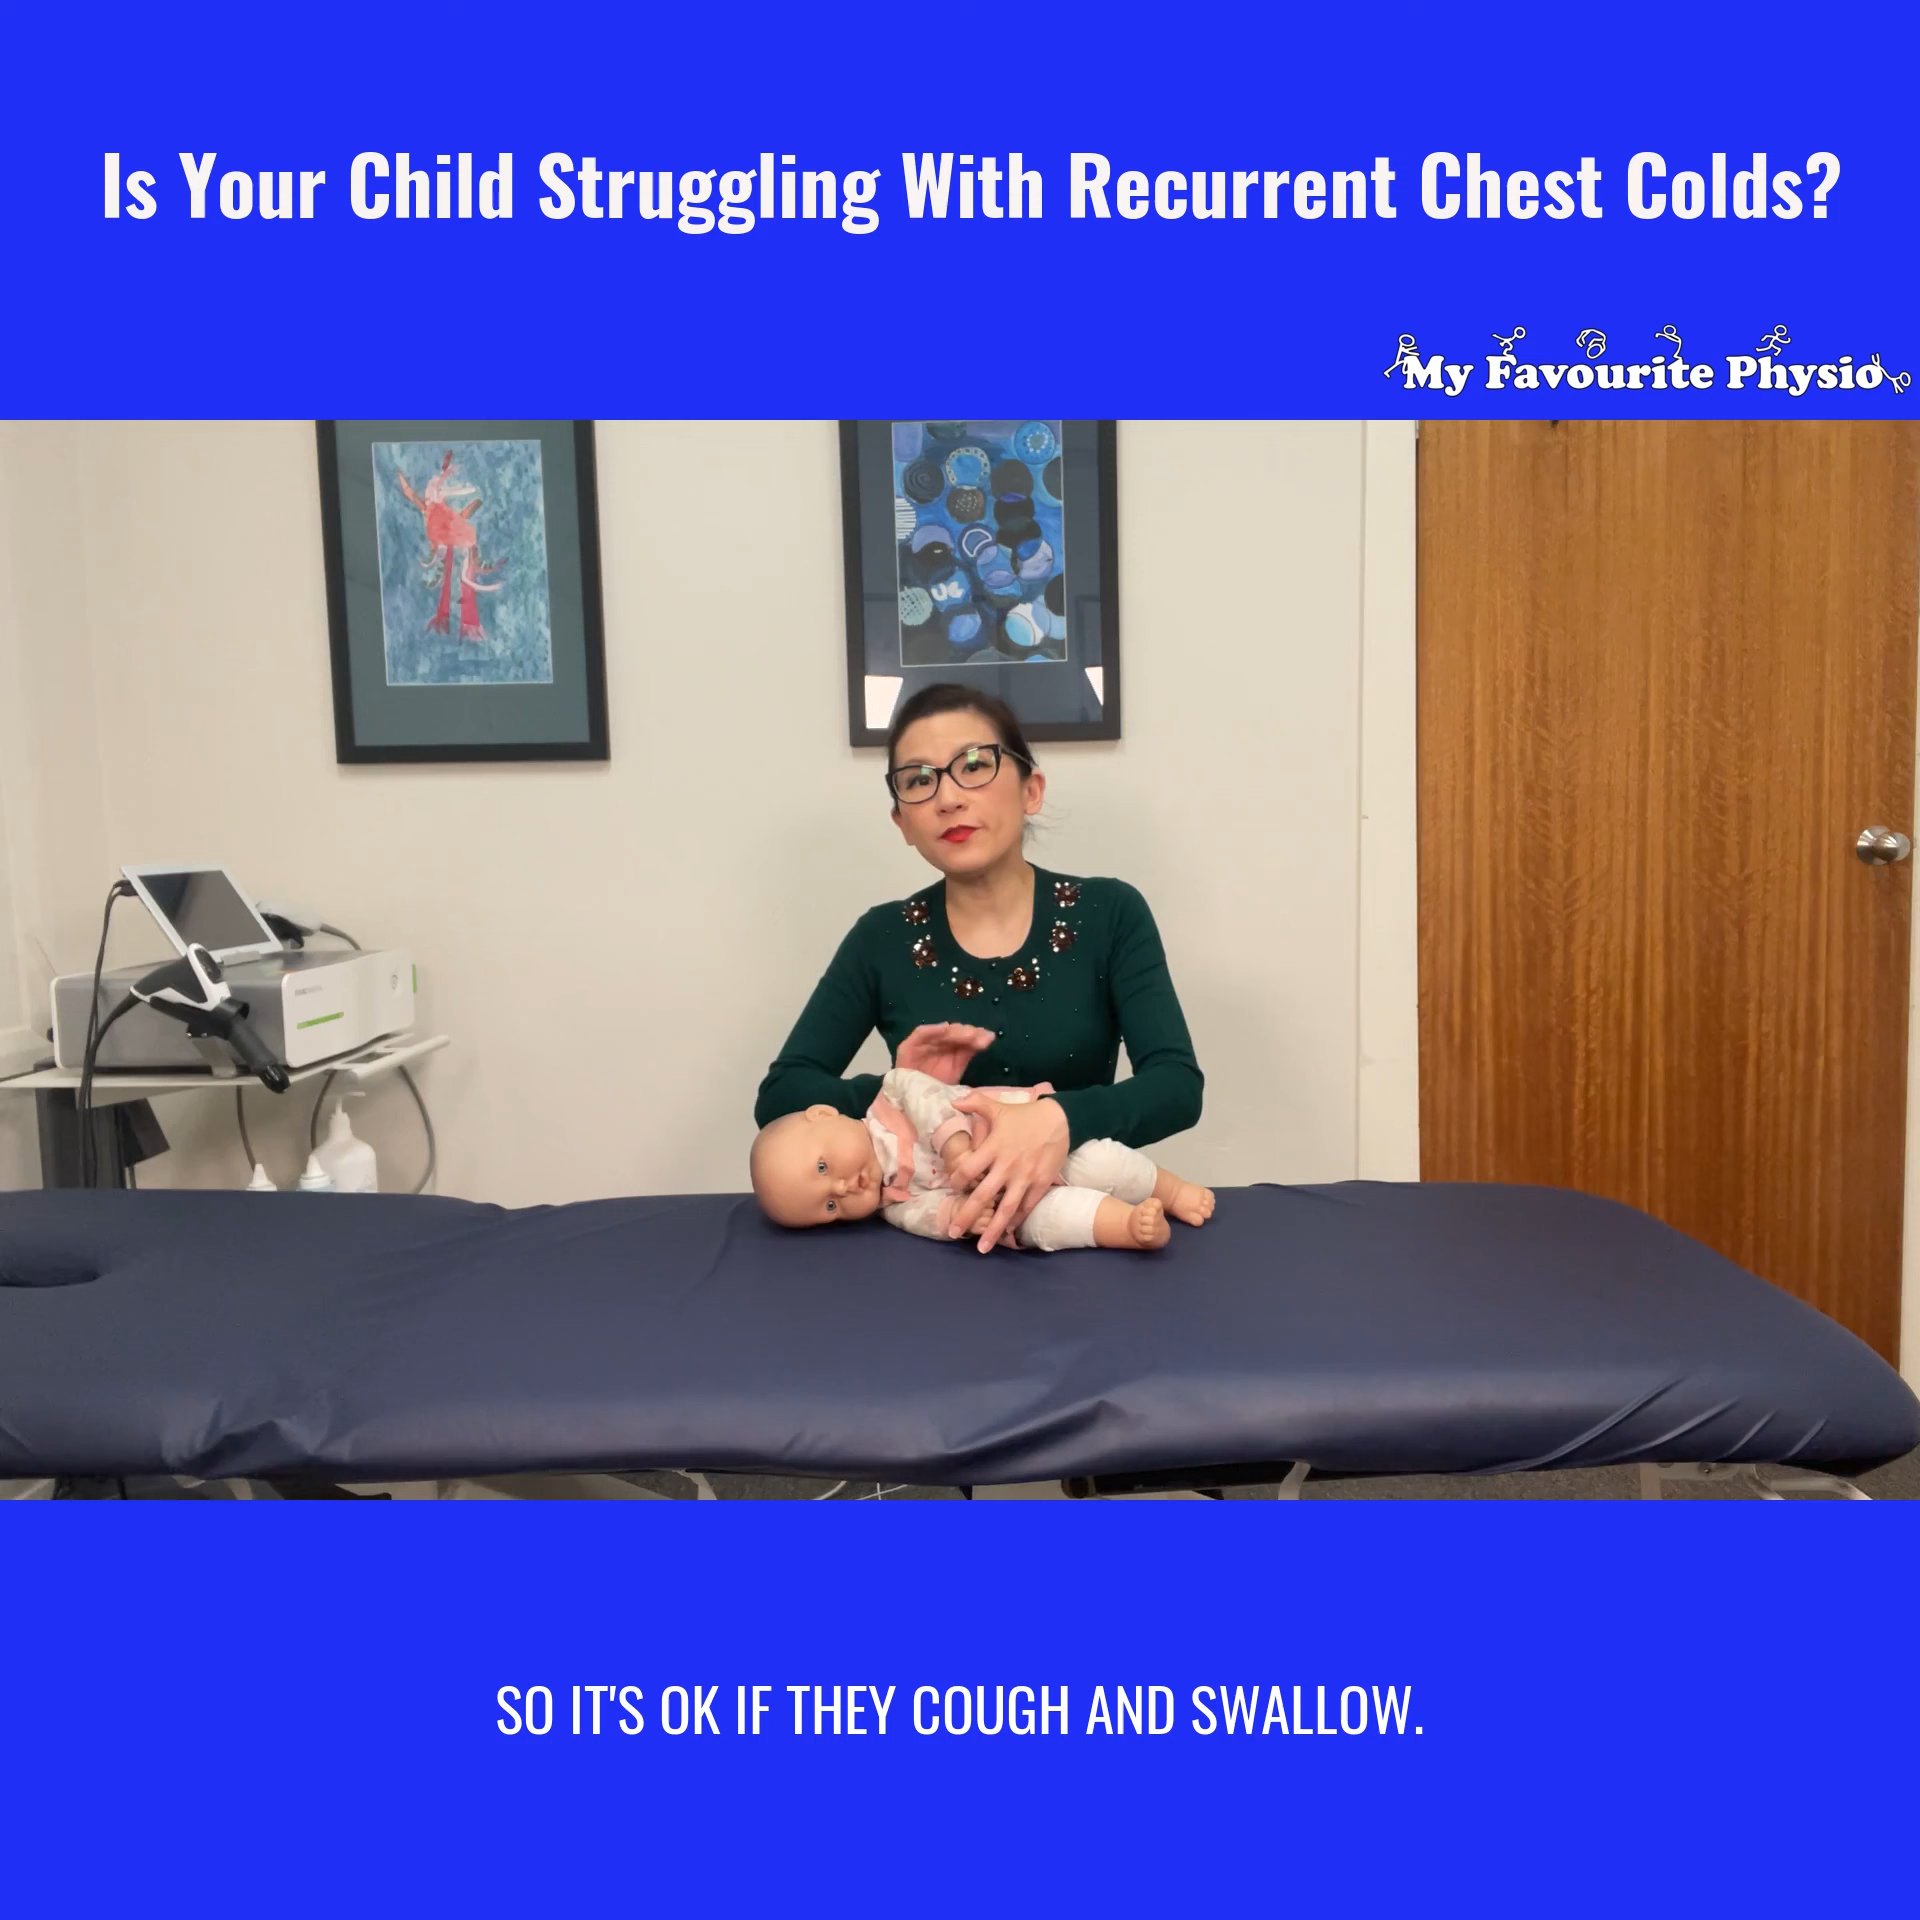 Is Your Child Struggling With Recurrent Chest Colds?
My Favourite Physio
SO IT'S OK IF THEY COUGH AND SWALLOW.